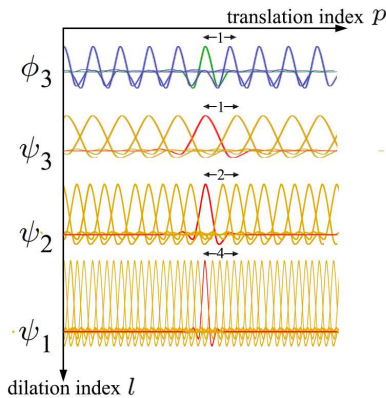 translation index p
1
ϕ3
1
ψ3
2
ψ2
4
ψ1
dilation index l